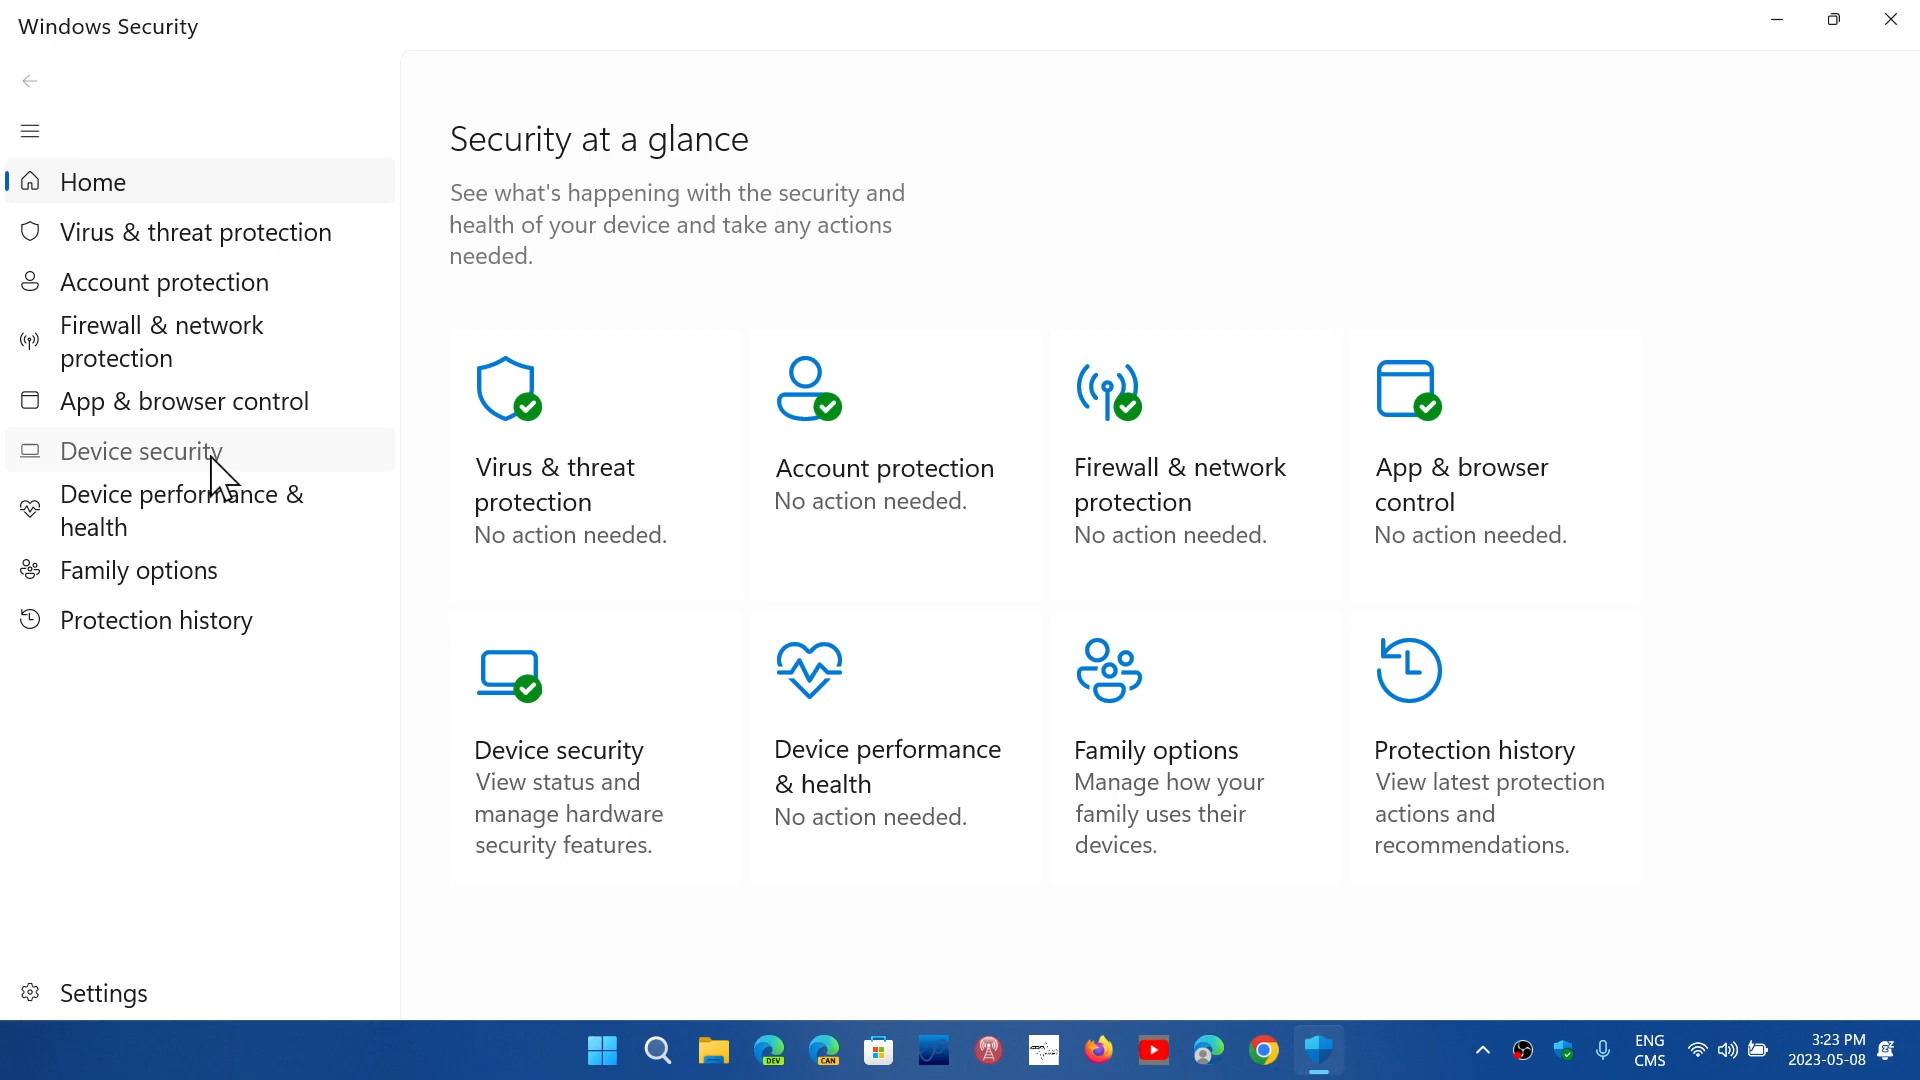 Windows Security
Home
Virus & threat protection
Account protection
Firewall & network
protection
App & browser control
Device security
Device performance &
health
Family options
Protection history
Settings
Security at a glance
See what's happening with the security and
health of your device and take any actions
needed.
Virus & threat
protection
No action needed.
Account protection
No action needed.
Firewall & network
protection
No action needed.
App & browser
control
No action needed.
Device security
View status and
manage hardware
security features.
Device performance
& health
No action needed.
Family options
Manage how your
family uses their
devices.
Protection history
View latest protection
actions and
recommendations.
DEV
CAN
ENG
CMS
3:23 PM
2023-05-08